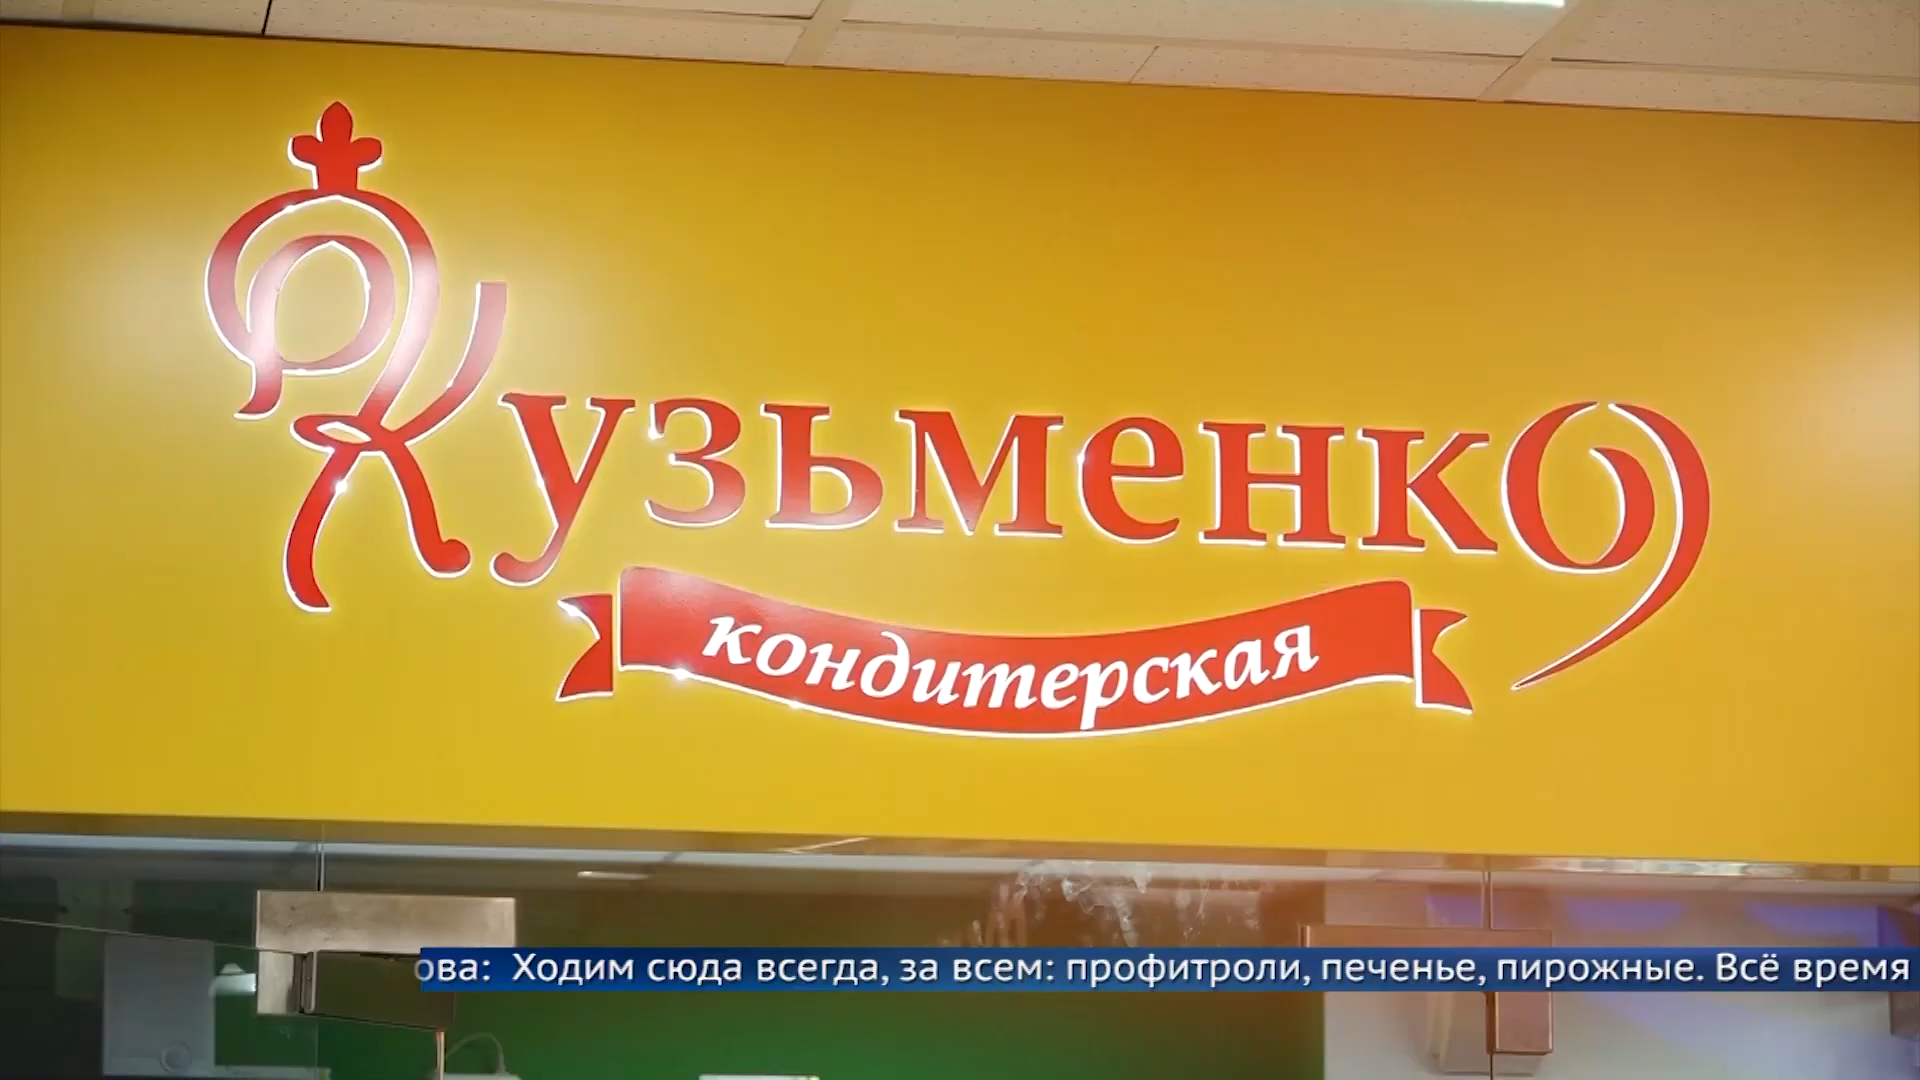 Кузьменко
кондитерская
ова: Ходим сюда всегда, за всем: профитроли, печенье, пирожные. Всё время